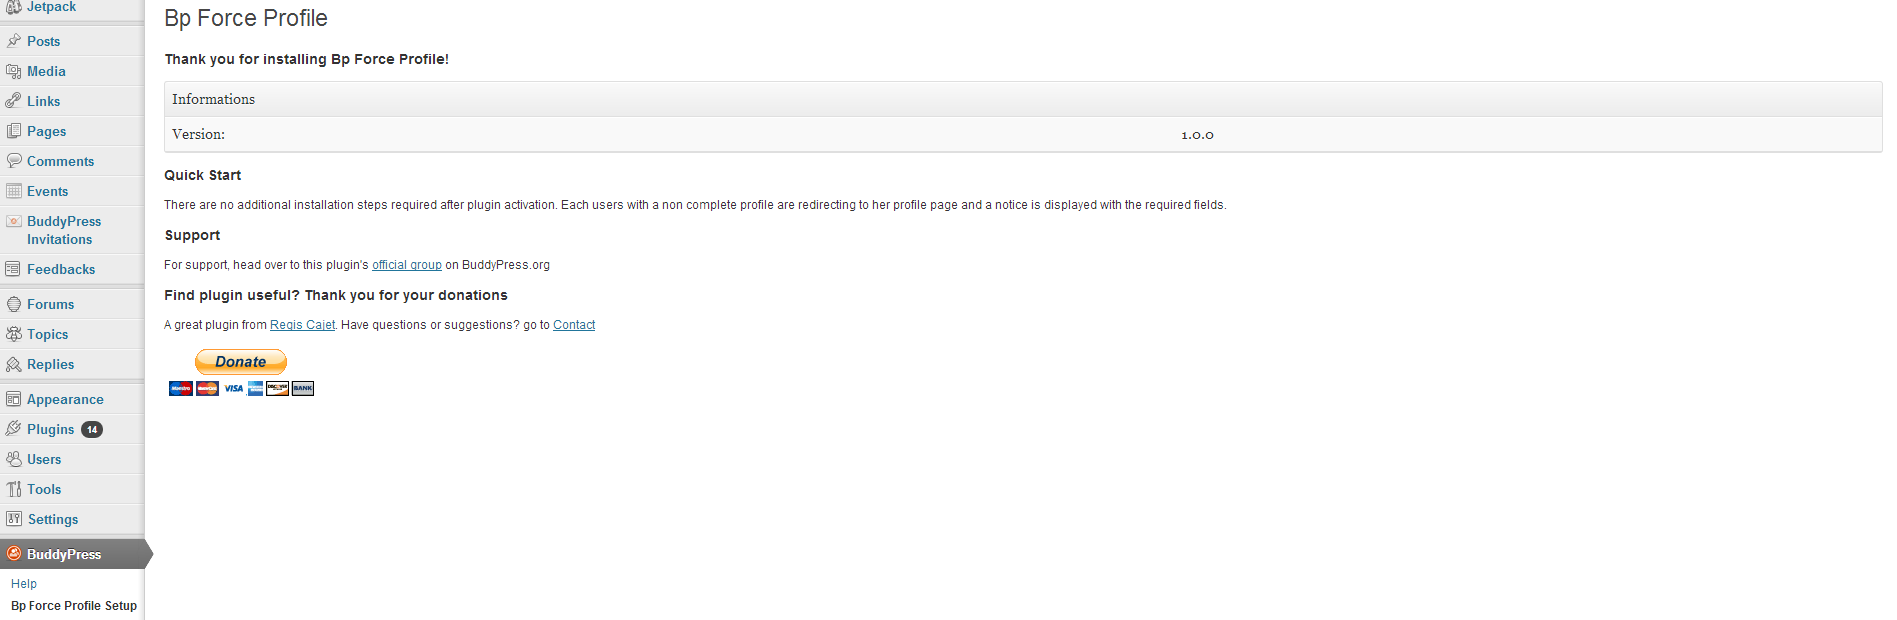 Jetpack
Posts
Media
Links
Pages
Comments
Events
BuddyPress
Invitations
Feedbacks
Forums
Topics
Replies
Appearance
Plugins 14
Users
Tools
Settings
BuddyPress
Help
Bp Force Profile Setup
Bp Force Profile
Thank you for installing Bp Force Profile!
Informations
Version: 1.0.0
Quick Start
There are no additional installation steps required after plugin activation. Each users with a non complete profile are redirecting to her profile page and a notice is displayed with the required fields.
Support
For support, head over to this plugin's official group on BuddyPress.org
Find plugin useful? Thank you for your donations
A great plugin from Regis Cajet. Have questions or suggestions? go to Contact
Donate
Maestro MasterCard VISA DISCOVER BANK